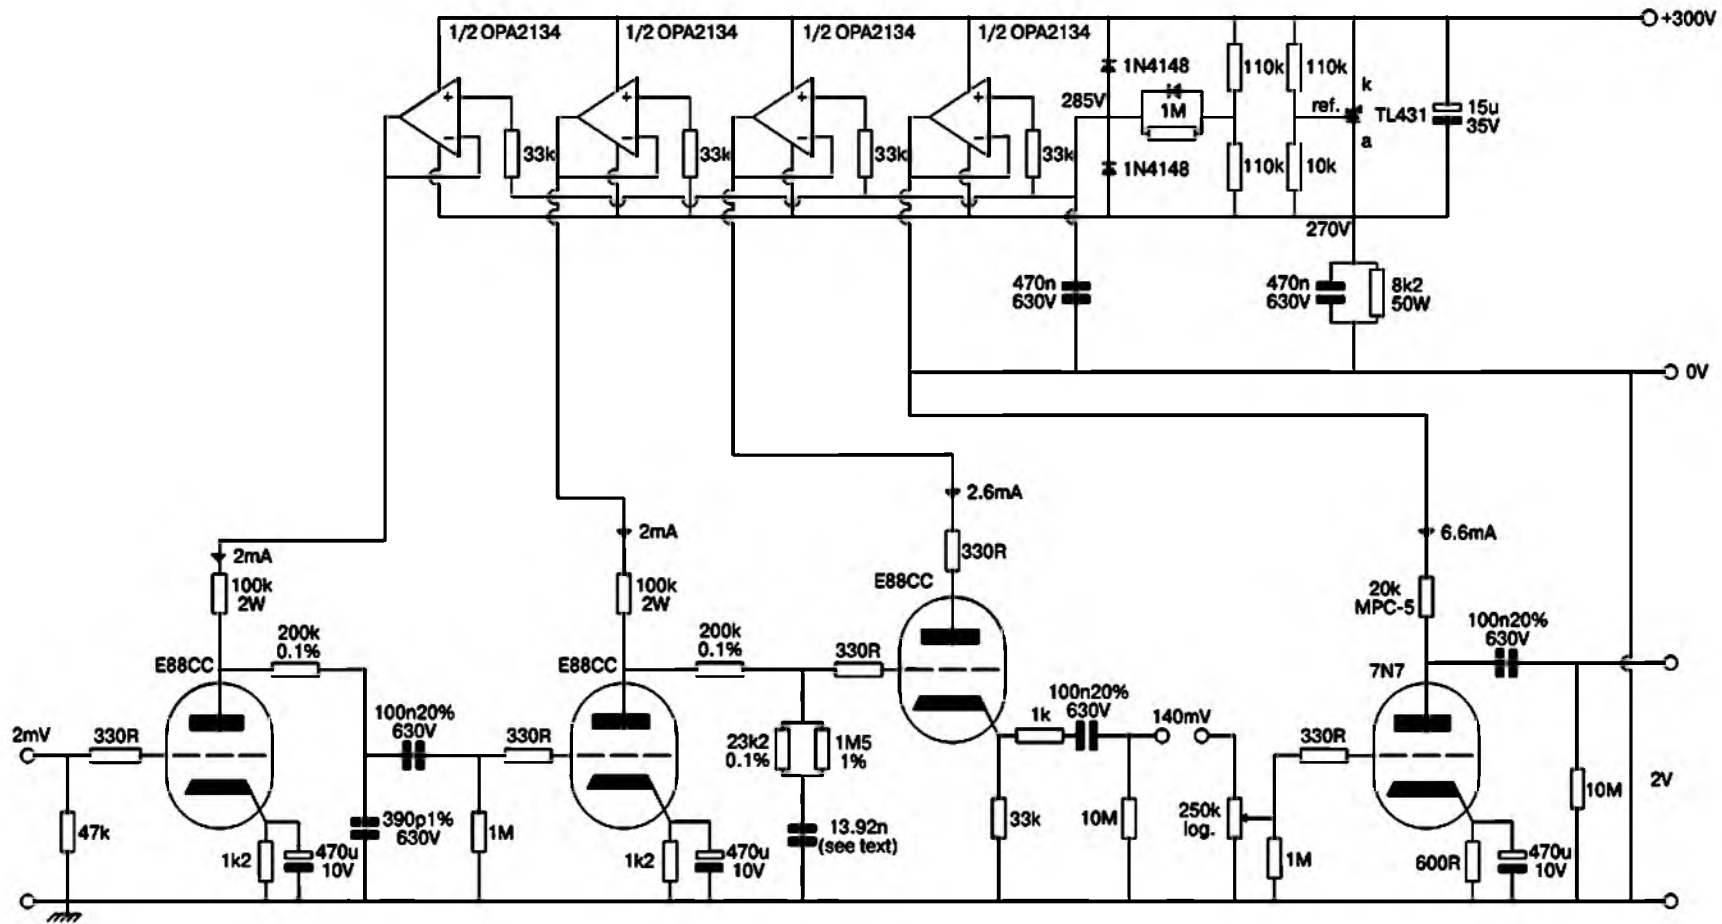 1/2 OPA2134
1/2 OPA2134
1/2 OPA2134
1/2 OPA2134
+300V
+
−
33k
+
−
33k
+
−
33k
+
−
33k
1N4148
285V
1M
1N4148
110k
110k
110k
10k
k
ref.
a
TL431
15u
35V
270V
470n
630V
470n
630V
8k2
50W
0V
2mA
100k
2W
2mA
100k
2W
2.6mA
330R
E88CC
6.6mA
20k
MPC-5
100n20%
630V
200k
0.1%
E88CC
200k
0.1%
E88CC
330R
7N7
2mV
330R
100n20%
630V
330R
23k2
0.1%
1M5
1%
1k
100n20%
630V
140mV
330R
2V
47k
1k2
470u
10V
390p1%
630V
1M
1k2
470u
10V
13.92n
(see text)
33k
10M
250k
log.
1M
600R
470u
10V
10M